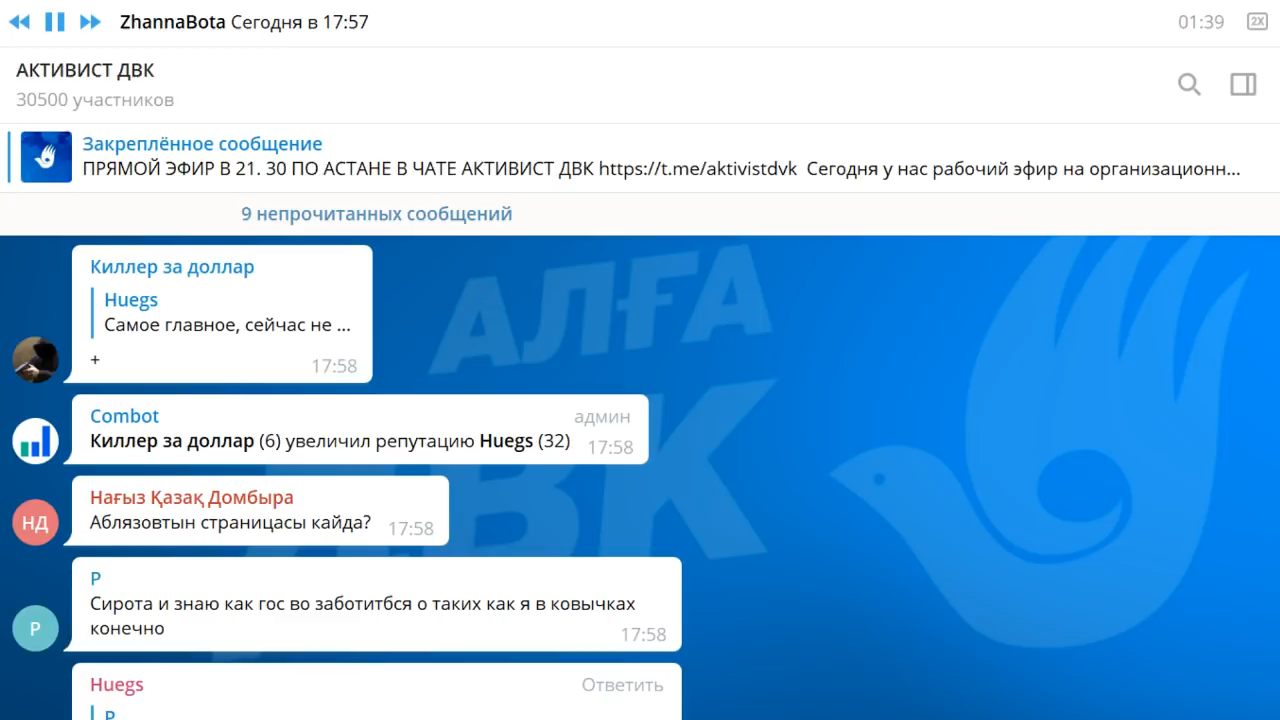 ZhannaBota Сегодня в 17:57
01:39
2X
АКТИВИСТ ДВК
30500 участников
Закреплённое сообщение
ПРЯМОЙ ЭФИР В 21. 30 ПО АСТАНЕ В ЧАТЕ АКТИВИСТ ДВК https://t.me/aktivistdvk Сегодня у нас рабочий эфир на организационн...
9 непрочитанных сообщений
АЛҒА
ДВК
Киллер за доллар
Huegs
Самое главное, сейчас не ...
+
17:58
Combot
админ
Киллер за доллар (6) увеличил репутацию Huegs (32)
17:58
НД
Нағыз Қазақ Домбыра
Аблязовтын страницасы кайда?
17:58
P
P
Сирота и знаю как гос во заботитбся о таких как я в ковычках
конечно
17:58
Huegs
Ответить
P